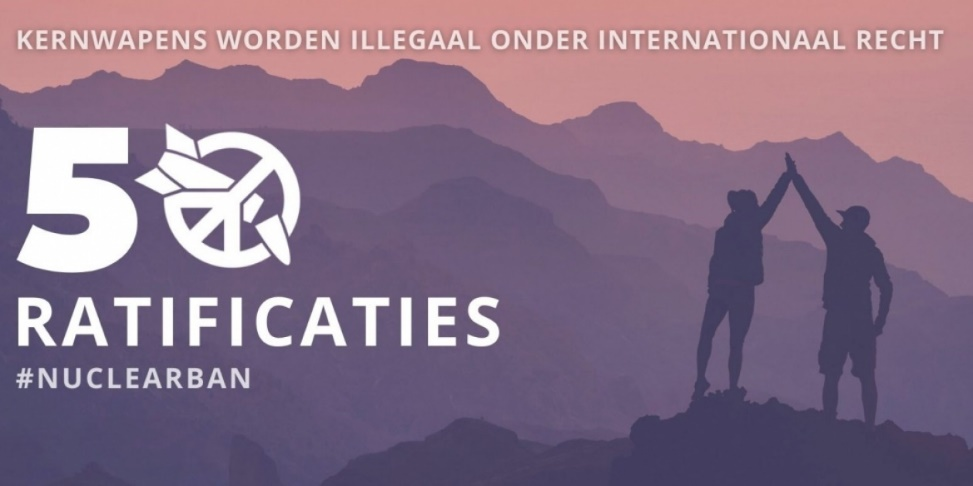 KERNWAPENS WORDEN ILLEGAAL ONDER INTERNATIONAAL RECHT
50
RATIFICATIES
#NUCLEARBAN